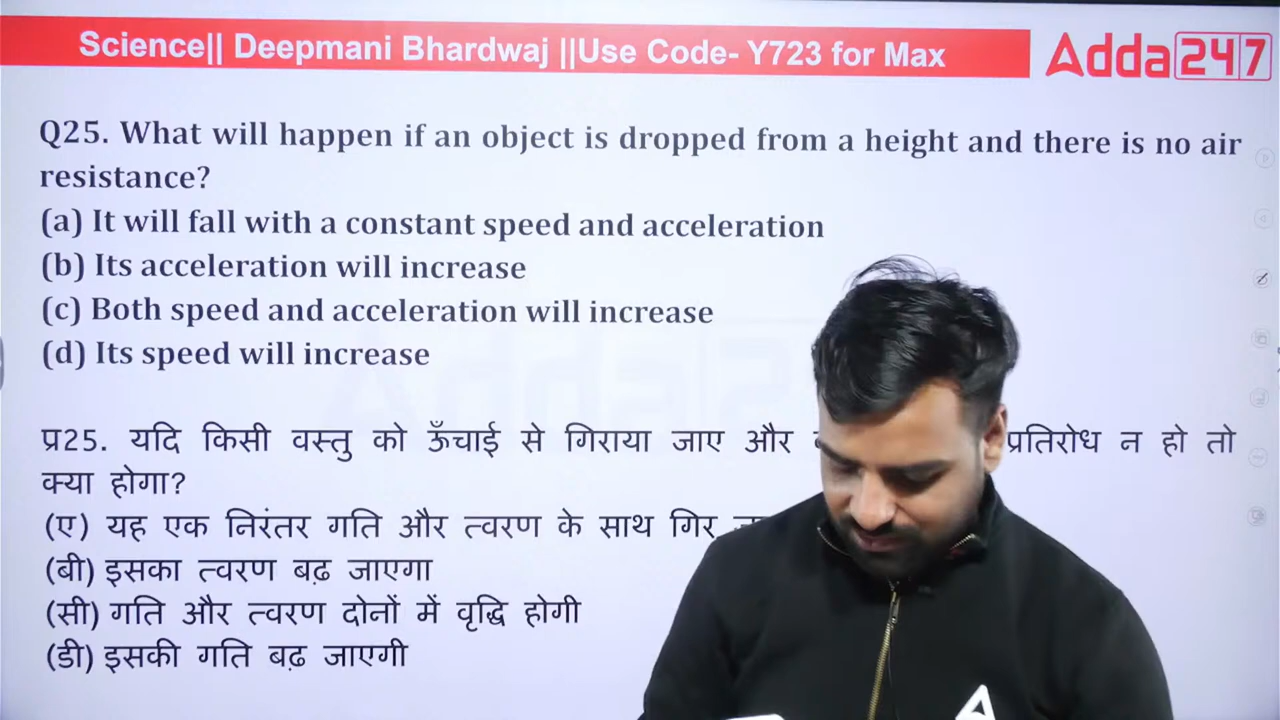 Science|| Deepmani Bhardwaj ||Use Code- Y723 for Max
Adda247
Q25. What will happen if an object is dropped from a height and there is no air
resistance?
(a) It will fall with a constant speed and acceleration
(b) Its acceleration will increase
(c) Both speed and acceleration will increase
(d) Its speed will increase
प्र25. यदि किसी वस्तु को ऊँचाई से गिराया जाए और प्रतिरोध न हो तो
क्या होगा?
(ए) यह एक निरंतर गति और त्वरण के साथ गिर
(बी) इसका त्वरण बढ़ जाएगा
(सी) गति और त्वरण दोनों में वृद्धि होगी
(डी) इसकी गति बढ़ जाएगी